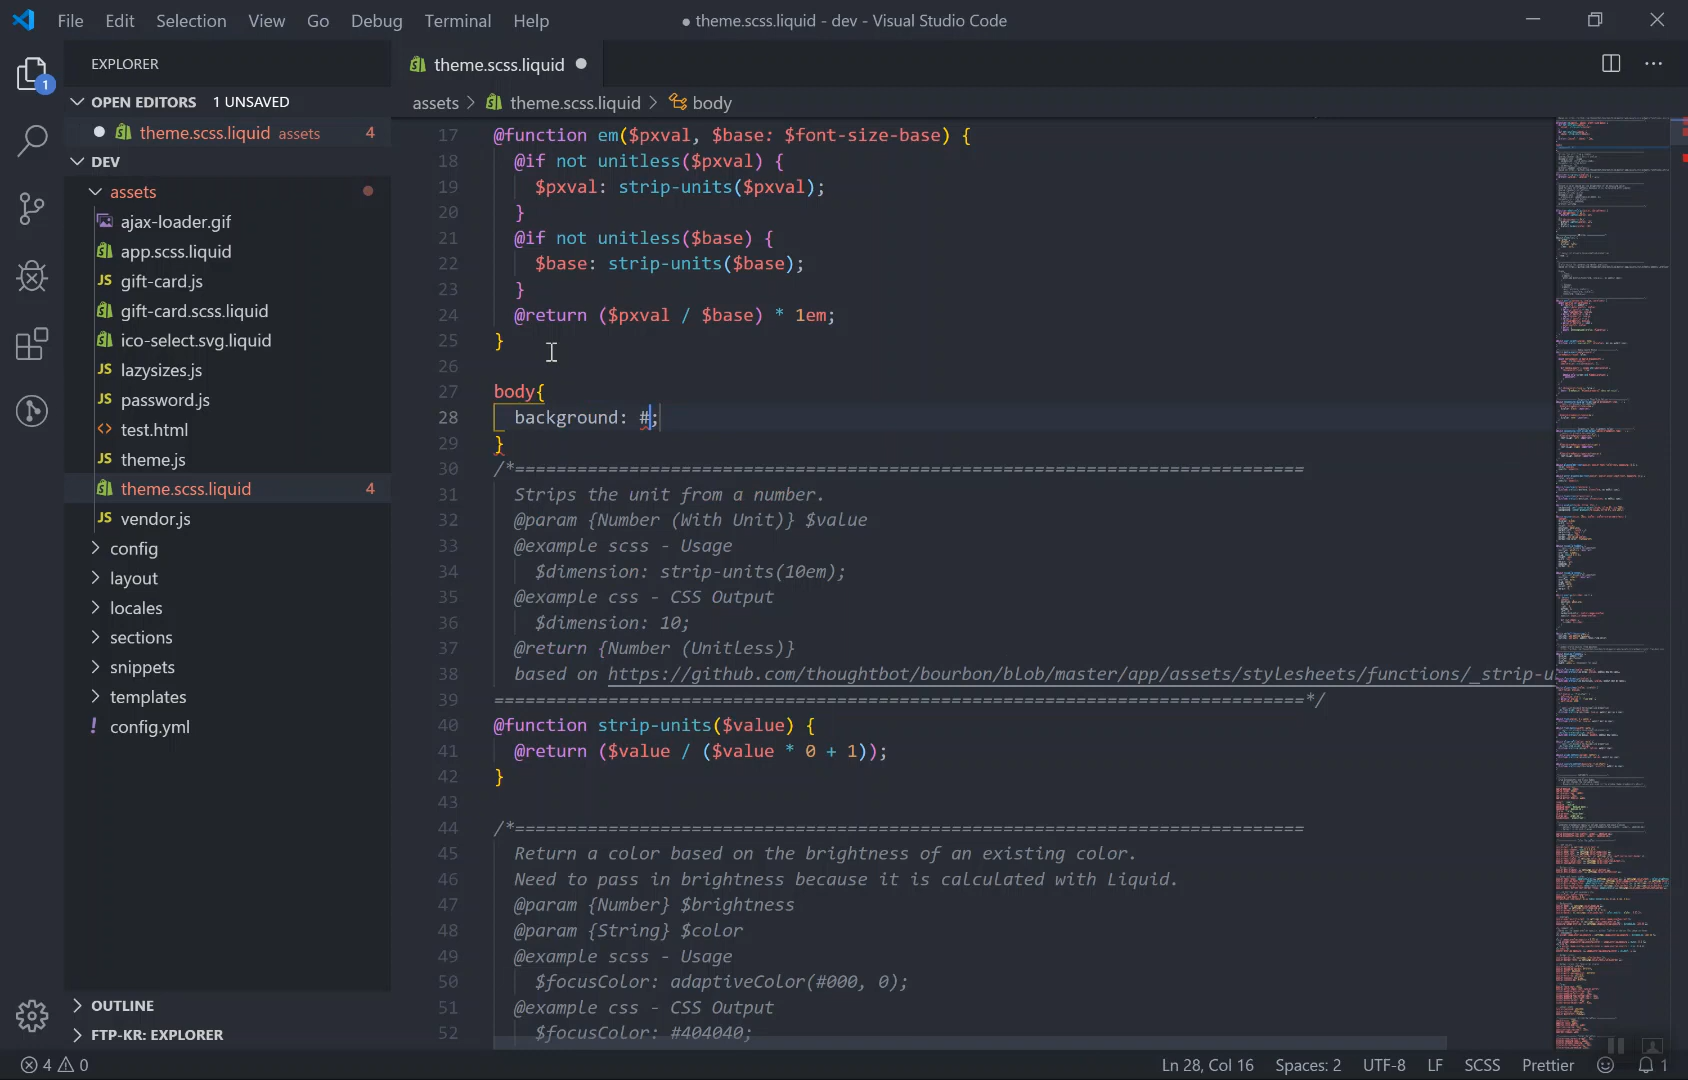 File Edit Selection View Go Debug Terminal Help
● theme.scss.liquid - dev - Visual Studio Code
EXPLORER
theme.scss.liquid
1
OPEN EDITORS 1 UNSAVED
theme.scss.liquid assets 4
DEV
assets
ajax-loader.gif
app.scss.liquid
JS gift-card.js
gift-card.scss.liquid
ico-select.svg.liquid
JS lazysizes.js
JS password.js
<> test.html
JS theme.js
theme.scss.liquid 4
JS vendor.js
config
layout
locales
sections
snippets
templates
! config.yml
OUTLINE
FTP-KR: EXPLORER
assets > theme.scss.liquid > body
17 @function em($pxval, $base: $font-size-base) {
18 @if not unitless($pxval) {
19 $pxval: strip-units($pxval);
20 }
21 @if not unitless($base) {
22 $base: strip-units($base);
23 }
24 @return ($pxval / $base) * 1em;
25 }
26
27 body{
28 background: #;
29 }
30 /*============================================================================
31 Strips the unit from a number.
32 @param {Number (With Unit)} $value
33 @example scss - Usage
34 $dimension: strip-units(10em);
35 @example css - CSS Output
36 $dimension: 10;
37 @return {Number (Unitless)}
38 based on https://github.com/thoughtbot/bourbon/blob/master/app/assets/stylesheets/functions/_strip-u
39 ==============================================================================*/
40 @function strip-units($value) {
41 @return ($value / ($value * 0 + 1));
42 }
43
44 /*============================================================================
45 Return a color based on the brightness of an existing color.
46 Need to pass in brightness because it is calculated with Liquid.
47 @param {Number} $brightness
48 @param {String} $color
49 @example scss - Usage
50 $focusColor: adaptiveColor(#000, 0);
51 @example css - CSS Output
52 $focusColor: #404040;
4 0
Ln 28, Col 16 Spaces: 2 UTF-8 LF SCSS Prettier 1